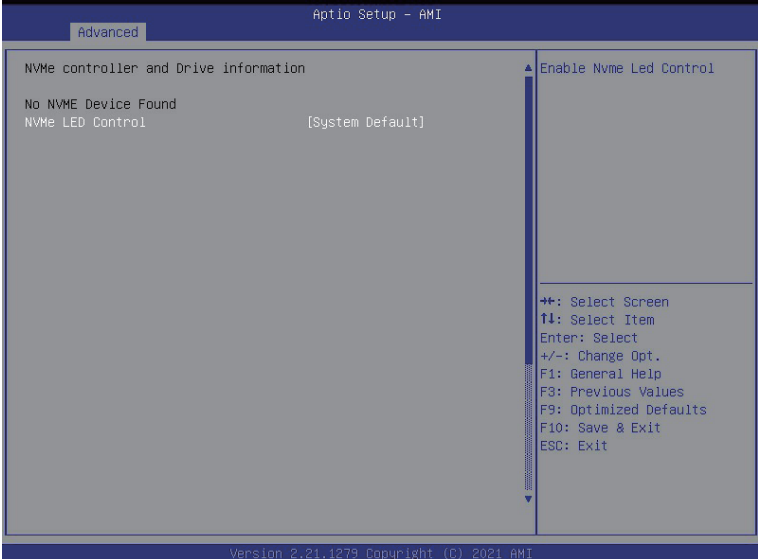 Aptio Setup – AMI
Advanced
NVMe controller and Drive information
No NVME Device Found
NVMe LED Control [System Default]
Enable Nvme Led Control
→←: Select Screen
↑↓: Select Item
Enter: Select
+/-: Change Opt.
F1: General Help
F3: Previous Values
F9: Optimized Defaults
F10: Save & Exit
ESC: Exit
Version 2.21.1279 Copyright (C) 2021 AMI